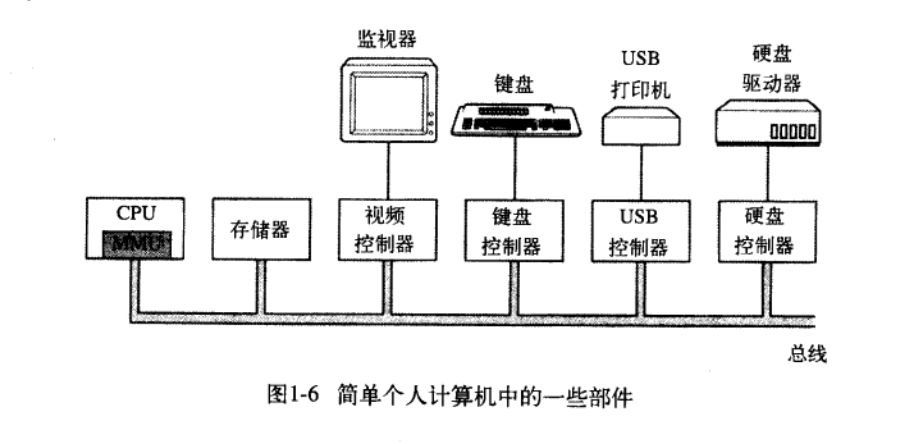 监视器
键盘
USB
打印机
硬盘
驱动器
CPU
MMU
存储器
视频
控制器
键盘
控制器
USB
控制器
硬盘
控制器
总线
图1-6 简单个人计算机中的一些部件